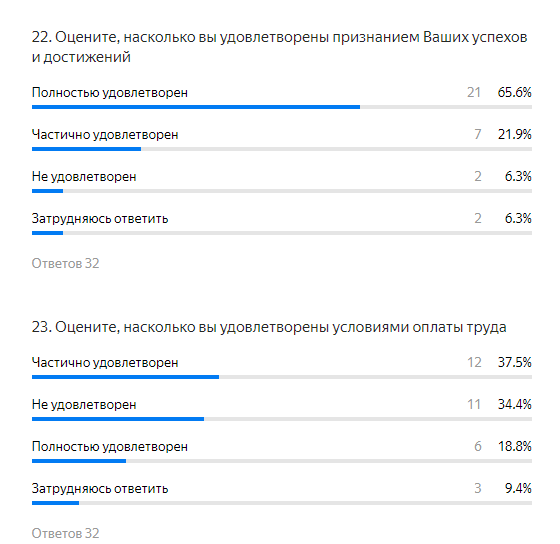 22. Оцените, насколько вы удовлетворены признанием Ваших успехов
и достижений
Полностью удовлетворен 21 65.6%
Частично удовлетворен 7 21.9%
Не удовлетворен 2 6.3%
Затрудняюсь ответить 2 6.3%
Ответов 32
23. Оцените, насколько вы удовлетворены условиями оплаты труда
Частично удовлетворен 12 37.5%
Не удовлетворен 11 34.4%
Полностью удовлетворен 6 18.8%
Затрудняюсь ответить 3 9.4%
Ответов 32